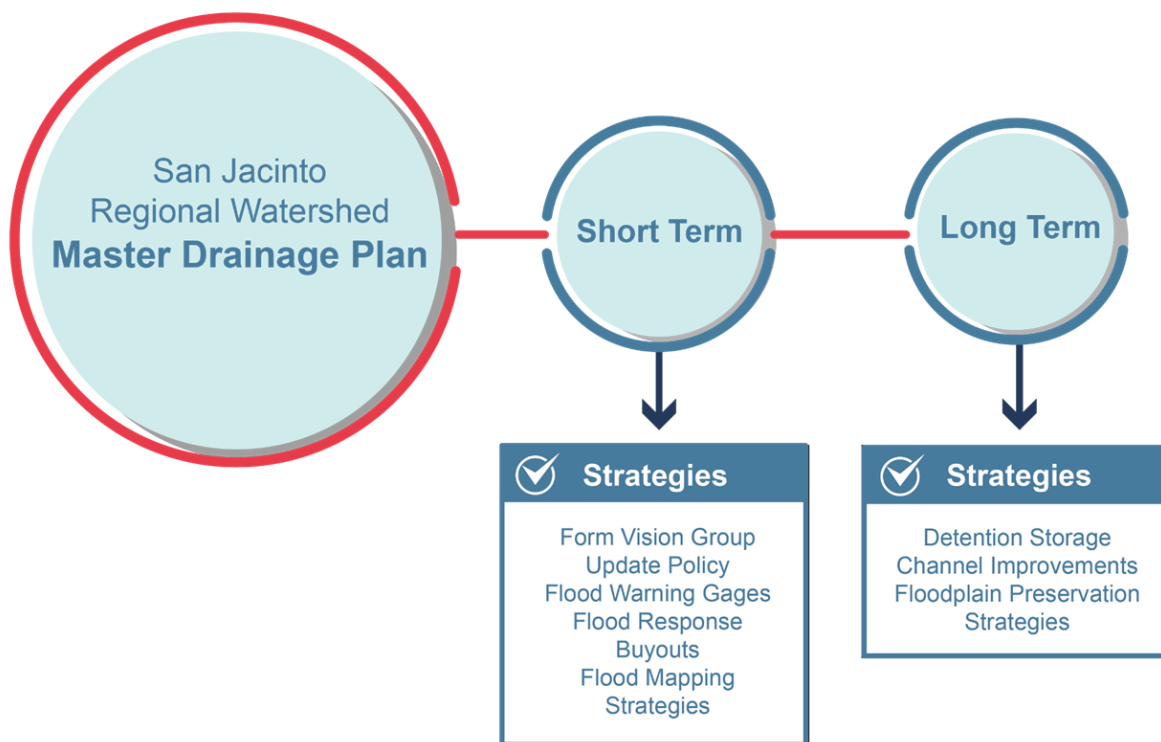 San Jacinto
Regional Watershed
Master Drainage Plan
Short Term
Long Term
Strategies
Form Vision Group
Update Policy
Flood Warning Gages
Flood Response
Buyouts
Flood Mapping
Strategies
Strategies
Detention Storage
Channel Improvements
Floodplain Preservation
Strategies